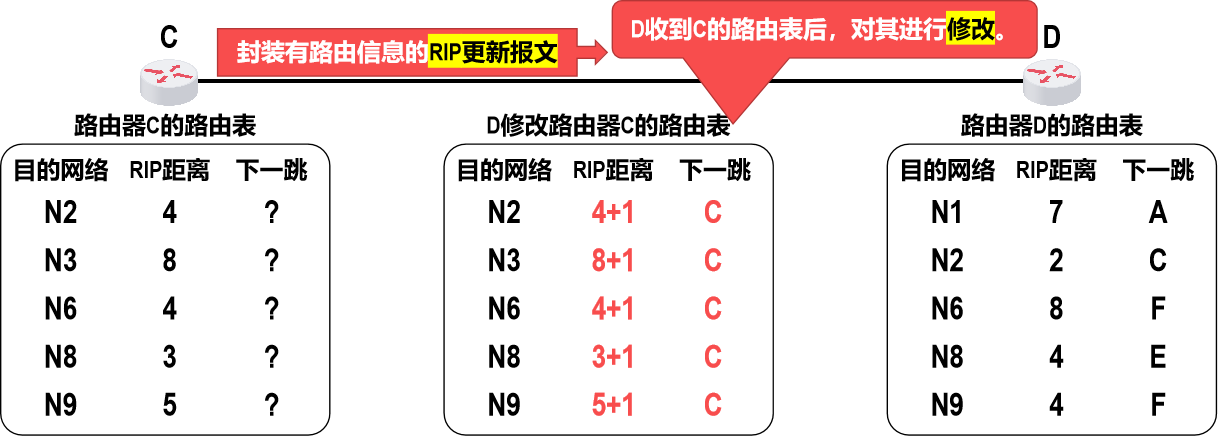 C
封装有路由信息的RIP更新报文
D收到C的路由表后，对其进行修改。
D
路由器C的路由表
目的网络 RIP距离 下一跳
N2 4 ?
N3 8 ?
N6 4 ?
N8 3 ?
N9 5 ?
D修改路由器C的路由表
目的网络 RIP距离 下一跳
N2 4+1 C
N3 8+1 C
N6 4+1 C
N8 3+1 C
N9 5+1 C
路由器D的路由表
目的网络 RIP距离 下一跳
N1 7 A
N2 2 C
N6 8 F
N8 4 E
N9 4 F